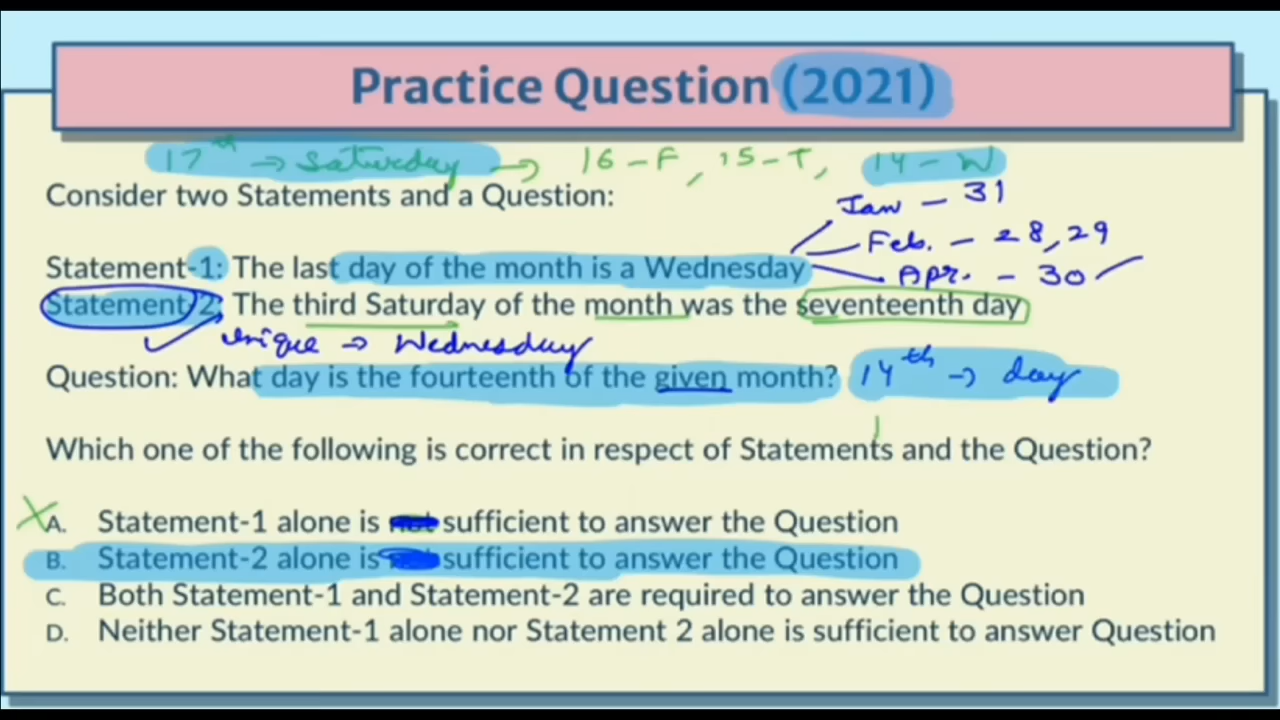 Practice Question (2021)
17th → Saturday → 16 – F, 15 – T, 14 – W
Consider two Statements and a Question:
Jan – 31
Feb. – 28, 29
Statement-1: The last day of the month is a Wednesday
Apr. – 30
Statement 2: The third Saturday of the month was the seventeenth day
unique → Wednesday
Question: What day is the fourteenth of the given month? 14th → day
Which one of the following is correct in respect of Statements and the Question?
A. Statement-1 alone is sufficient to answer the Question
B. Statement-2 alone is sufficient to answer the Question
C. Both Statement-1 and Statement-2 are required to answer the Question
D. Neither Statement-1 alone nor Statement 2 alone is sufficient to answer Question